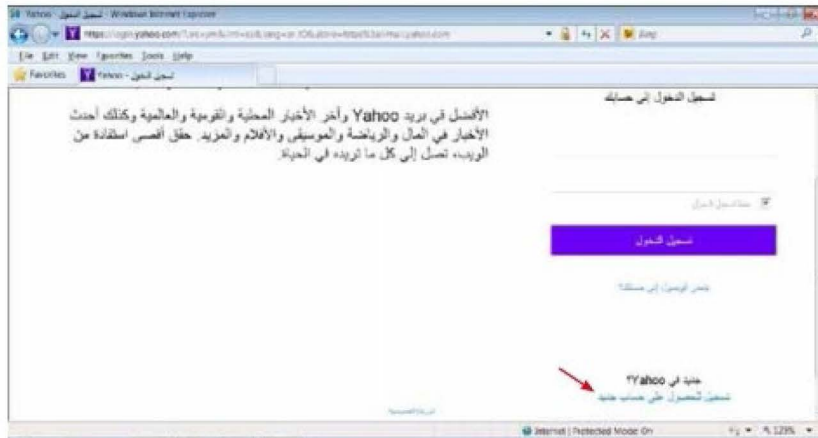 Yahoo - تسجيل الدخول - Windows Internet Explorer
File Edit View Favorites Tools Help
Favorites Yahoo - تسجيل الدخول
تسجيل الدخول إلى حسابك
الأفضل في بريد Yahoo وآخر الأخبار المحلية والقومية والعالمية وكذلك أحدث
الأخبار في المال والرياضة والموسيقى والأفلام والمزيد. حقق أقصى استفادة من
الويب، تصل إلى كل ما تريده في الحياة.
تسجيل الدخول
جديد في Yahoo؟
تسجيل للحصول على حساب جديد
Internet | Protected Mode: On
125%